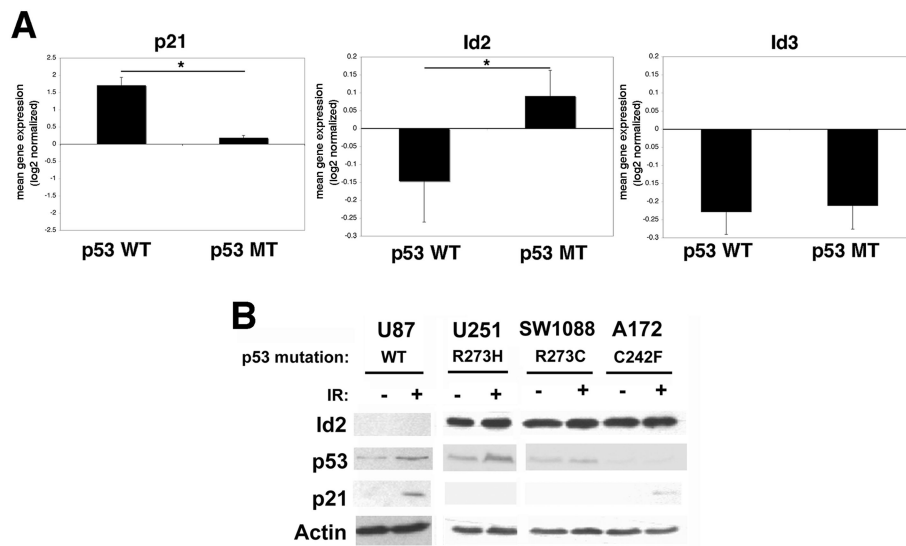 A
p21
mean gene expression
(log2 normalized)
2.5
2
1.5
1
0.5
0
-0.5
-1
-1.5
-2
-2.5
*
p53 WT p53 MT
Id2
mean gene expression
(log2 normalized)
0.2
0.15
0.1
0.05
0
-0.05
-0.1
-0.15
-0.2
-0.25
-0.3
*
p53 WT p53 MT
Id3
mean gene expression
(log2 normalized)
0.2
0.15
0.1
0.05
0
-0.05
-0.1
-0.15
-0.2
-0.25
-0.3
p53 WT p53 MT
B
U87 U251 SW1088 A172
p53 mutation: WT R273H R273C C242F
IR: - + - + - + - +
Id2
p53
p21
Actin